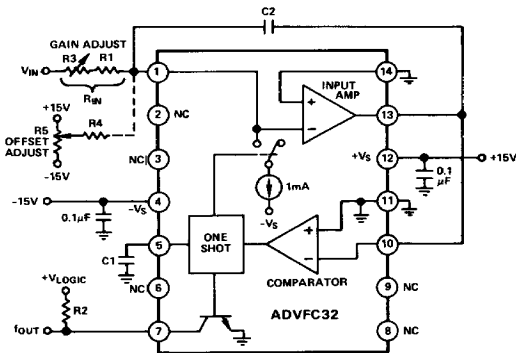 C2
GAIN ADJUST
VIN
R3
R1
RIN
+15V
R5
OFFSET
ADJUST
R4
-15V
-15V
0.1μF
C1
+VLOGIC
R2
fOUT
1
2
NC
3
NC
4
-VS
5
6
NC
7
ONE
SHOT
1mA
-VS
+
-
INPUT
AMP
+
-
COMPARATOR
ADVFC32
14
13
+VS
12
0.1
μF
+15V
11
10
9
NC
8
NC